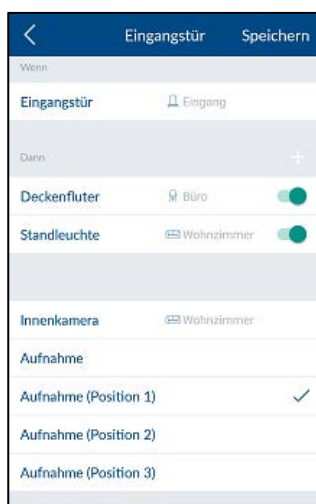 Eingangstür Speichern
Wenn
Eingangstür Eingang
Dann
Deckenfluter Büro
Standleuchte Wohnzimmer
Innenkamera Wohnzimmer
Aufnahme
Aufnahme (Position 1)
Aufnahme (Position 2)
Aufnahme (Position 3)